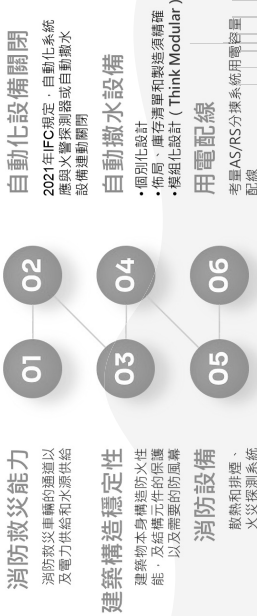 消防救災能力
消防救災車輛的通道以
及電力供給和水源供給
01
02
自動化設備關閉
2021年IFC規定，自動化系統
應與火警探測器或自動撒水
設備連動關閉
建築構造穩定性
建築物本身構造防火性
能，及結構元件的保護
以及需要的防風幕
03
04
自動撒水設備
•個別化設計
•佈局、庫存清單和製造須精確
•模組化設計（Think Modular）
消防設備
散熱和排煙、
火災探測系統
05
06
用電配線
考量AS/RS分揀系統用電容量
配線